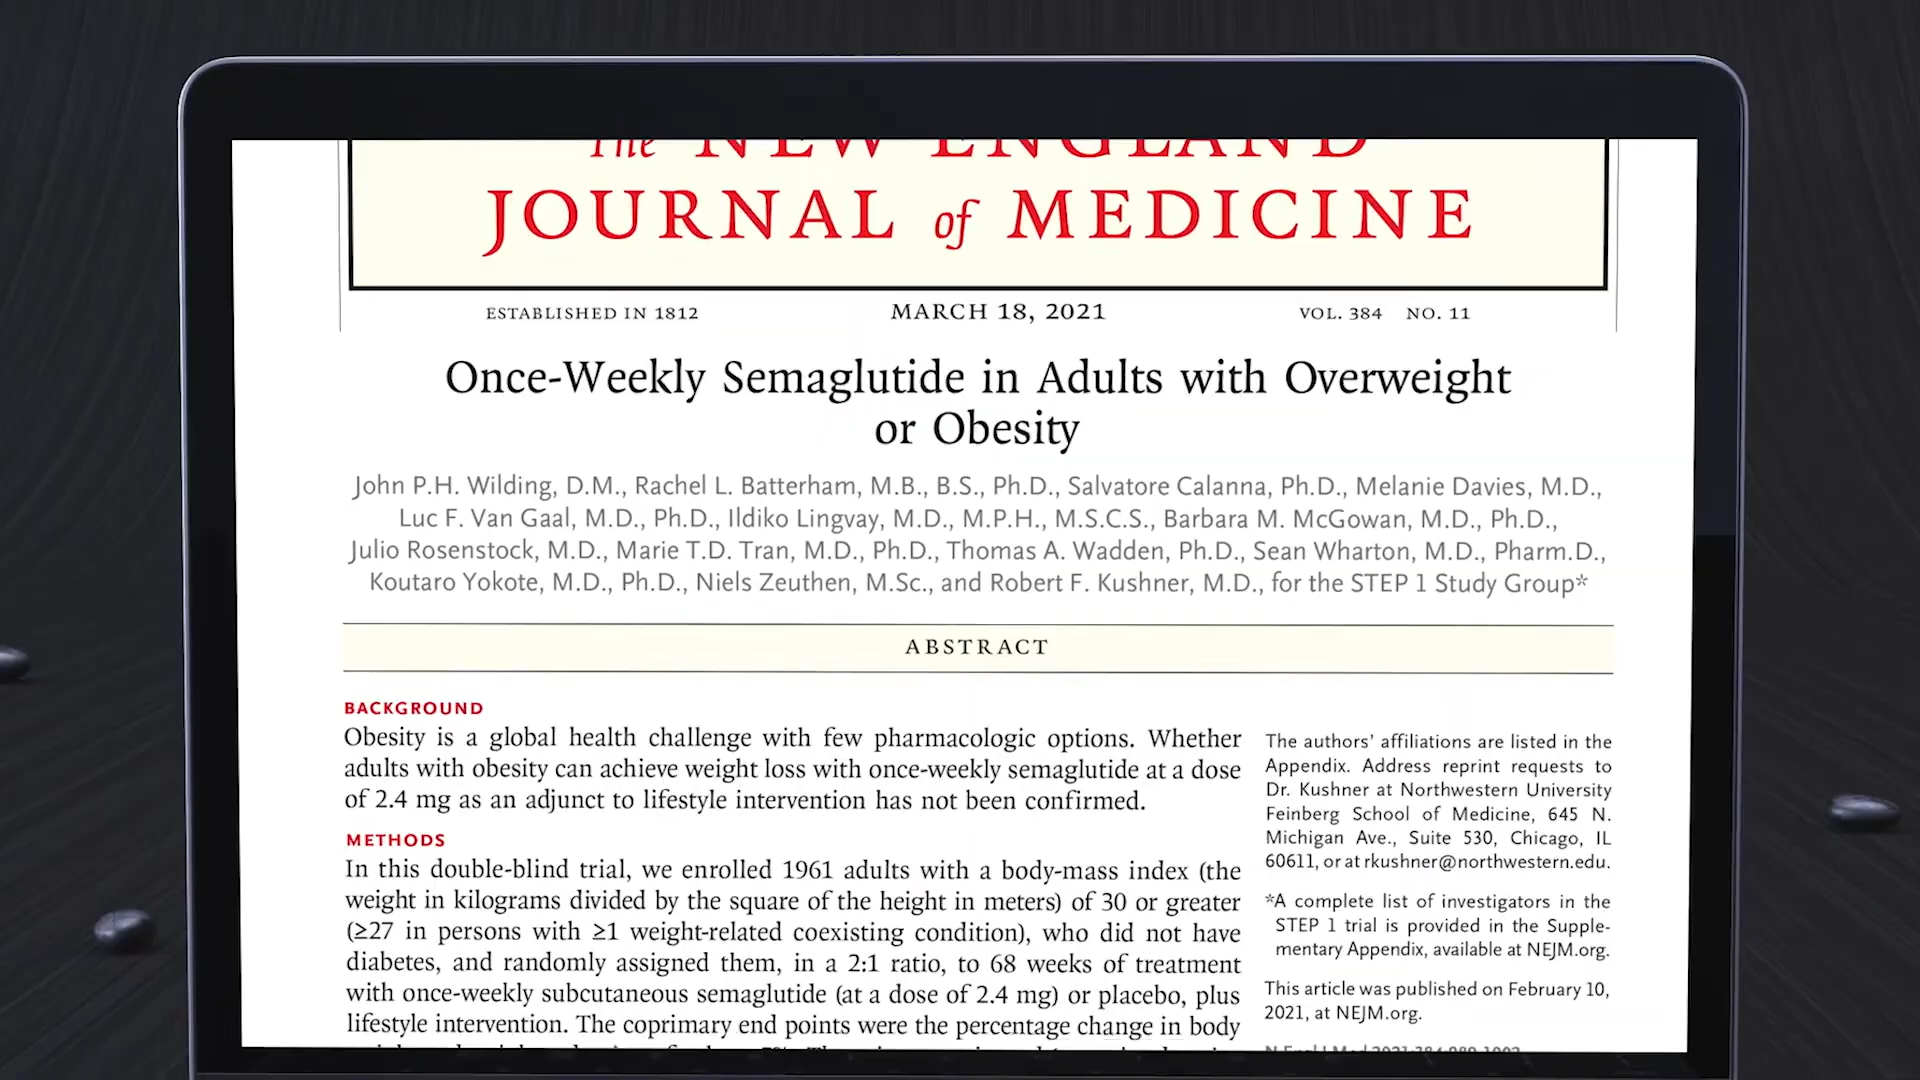 The NEW ENGLAND
JOURNAL of MEDICINE
ESTABLISHED IN 1812 MARCH 18, 2021 VOL. 384 NO. 11
Once-Weekly Semaglutide in Adults with Overweight
or Obesity
John P.H. Wilding, D.M., Rachel L. Batterham, M.B., B.S., Ph.D., Salvatore Calanna, Ph.D., Melanie Davies, M.D.,
Luc F. Van Gaal, M.D., Ph.D., Ildiko Lingvay, M.D., M.P.H., M.S.C.S., Barbara M. McGowan, M.D., Ph.D.,
Julio Rosenstock, M.D., Marie T.D. Tran, M.D., Ph.D., Thomas A. Wadden, Ph.D., Sean Wharton, M.D., Pharm.D.,
Koutaro Yokote, M.D., Ph.D., Niels Zeuthen, M.Sc., and Robert F. Kushner, M.D., for the STEP 1 Study Group*
ABSTRACT
BACKGROUND
Obesity is a global health challenge with few pharmacologic options. Whether
adults with obesity can achieve weight loss with once-weekly semaglutide at a dose
of 2.4 mg as an adjunct to lifestyle intervention has not been confirmed.
METHODS
In this double-blind trial, we enrolled 1961 adults with a body-mass index (the
weight in kilograms divided by the square of the height in meters) of 30 or greater
(≥27 in persons with ≥1 weight-related coexisting condition), who did not have
diabetes, and randomly assigned them, in a 2:1 ratio, to 68 weeks of treatment
with once-weekly subcutaneous semaglutide (at a dose of 2.4 mg) or placebo, plus
lifestyle intervention. The coprimary end points were the percentage change in body
The authors’ affiliations are listed in the
Appendix. Address reprint requests to
Dr. Kushner at Northwestern University
Feinberg School of Medicine, 645 N.
Michigan Ave., Suite 530, Chicago, IL
60611, or at rkushner@northwestern.edu.
*A complete list of investigators in the
STEP 1 trial is provided in the Supple-
mentary Appendix, available at NEJM.org.
This article was published on February 10,
2021, at NEJM.org.